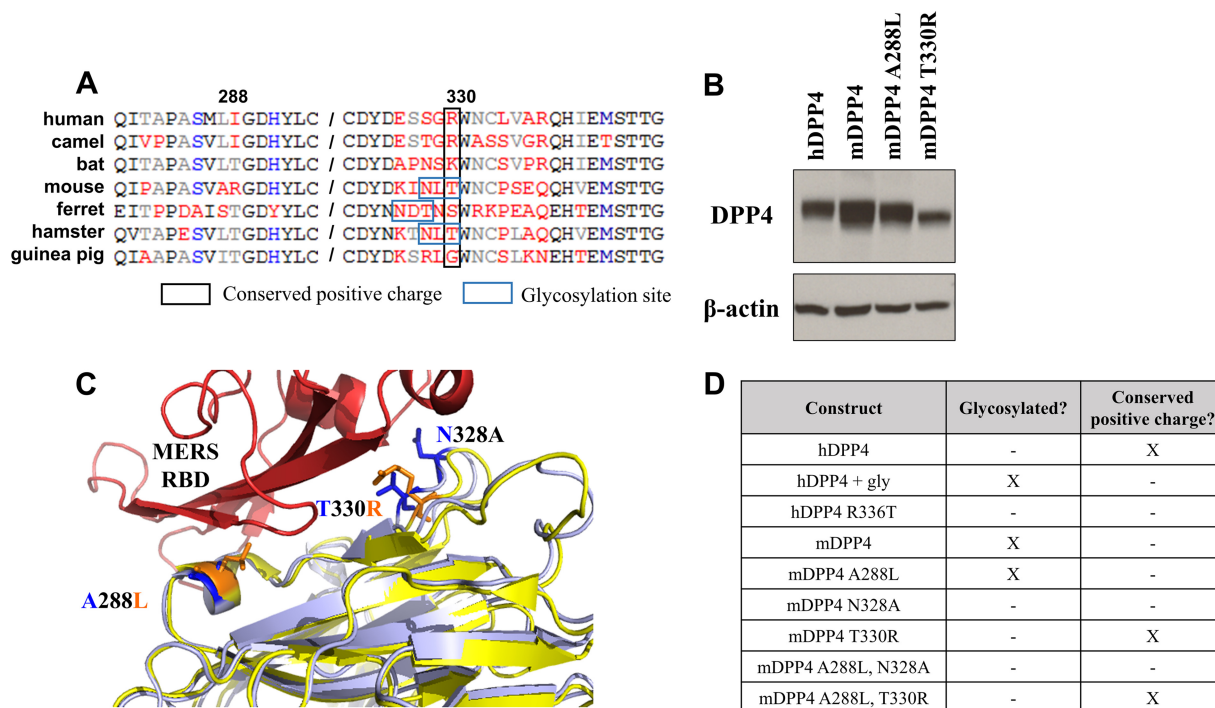 A
288 330
human QITAPASMLIGDHYLC / CDYDESSGRWNCLVARQHIEMSTTG
camel QIVPPASVLIGDHYLC / CDYDESTGRWASSVGRQHIETSTTG
bat QITAPASVLTGDHYLC / CDYDAPNSKWNCSVPRQHIEMSTTG
mouse QIPAPASVARGDHYLC / CDYDKINLTWNCPSEQQHVEMSTTG
ferret EITPPDAISTGDYYLC / CDYNNDTNSWRKPEAQEHTEMSTTG
hamster QVTAPESVLTGDHYLC / CDYNKTNLTWNCPLAQQHVEMSTTG
guinea pig QIAAPASVITGDHYLC / CDYDKSRLGWNCSLKNEHTEMSTTG
Conserved positive charge Glycosylation site
B
hDPP4 mDPP4 mDPP4 A288L mDPP4 T330R
DPP4
β-actin
C
MERS
RBD
N328A
T330R
A288L
D
Construct Glycosylated? Conserved positive charge?
hDPP4 - X
hDPP4 + gly X -
hDPP4 R336T - -
mDPP4 X -
mDPP4 A288L X -
mDPP4 N328A - -
mDPP4 T330R - X
mDPP4 A288L, N328A - -
mDPP4 A288L, T330R - X